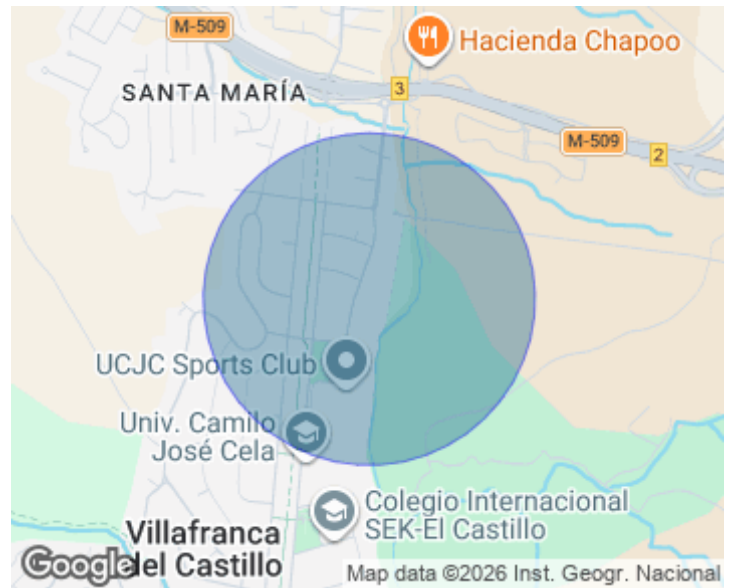 M-509
Hacienda Chapoo
SANTA MARÍA
3
M-509
2
UCJC Sports Club
Univ. Camilo
José Cela
Colegio Internacional
SEK-El Castillo
Villafranca
del Castillo
Google
Map data ©2026 Inst. Geogr. Nacional